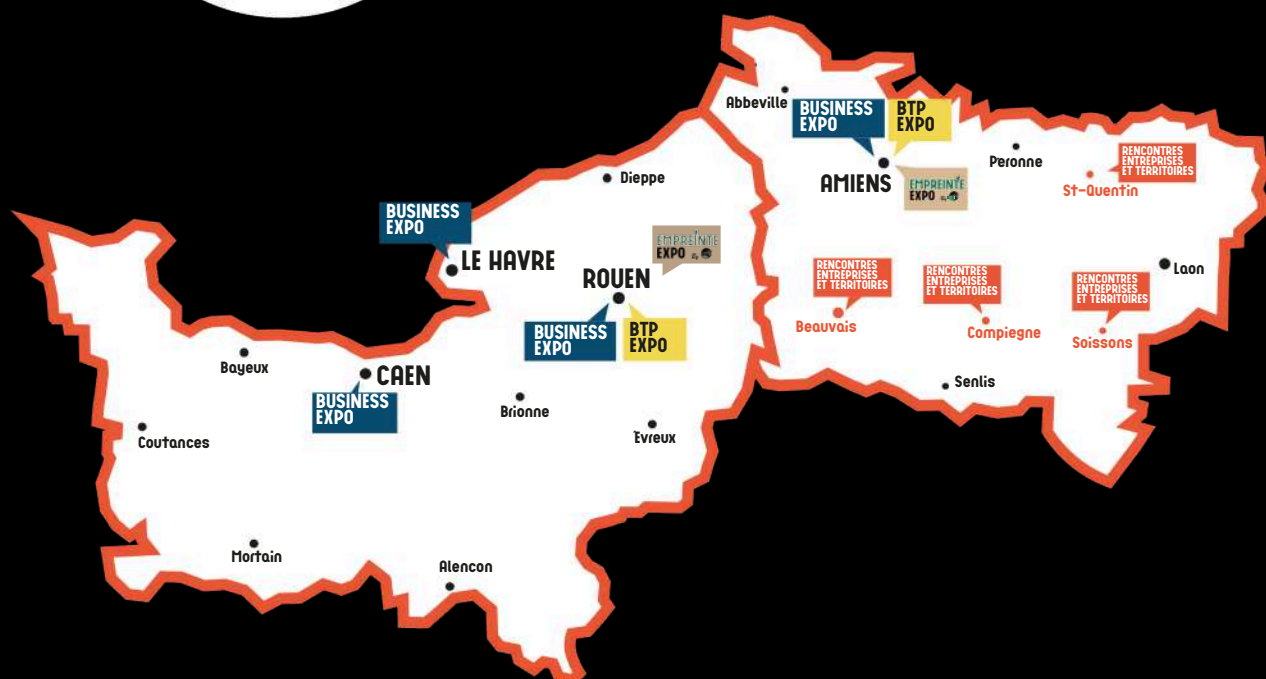 Abbeville
BUSINESS
EXPO
BTP
EXPO
Peronne
RENCONTRES
ENTREPRISES
ET TERRITOIRES
St-Quentin
AMIENS
EMPREINTE
EXPO
Dieppe
BUSINESS
EXPO
LE HAVRE
EMPREINTE
EXPO
ROUEN
BUSINESS
EXPO
BTP
EXPO
RENCONTRES
ENTREPRISES
ET TERRITOIRES
Beauvais
RENCONTRES
ENTREPRISES
ET TERRITOIRES
Compiegne
RENCONTRES
ENTREPRISES
ET TERRITOIRES
Soissons
Laon
Bayeux
CAEN
BUSINESS
EXPO
Brionne
Evreux
Senlis
Coutances
Mortain
Alencon